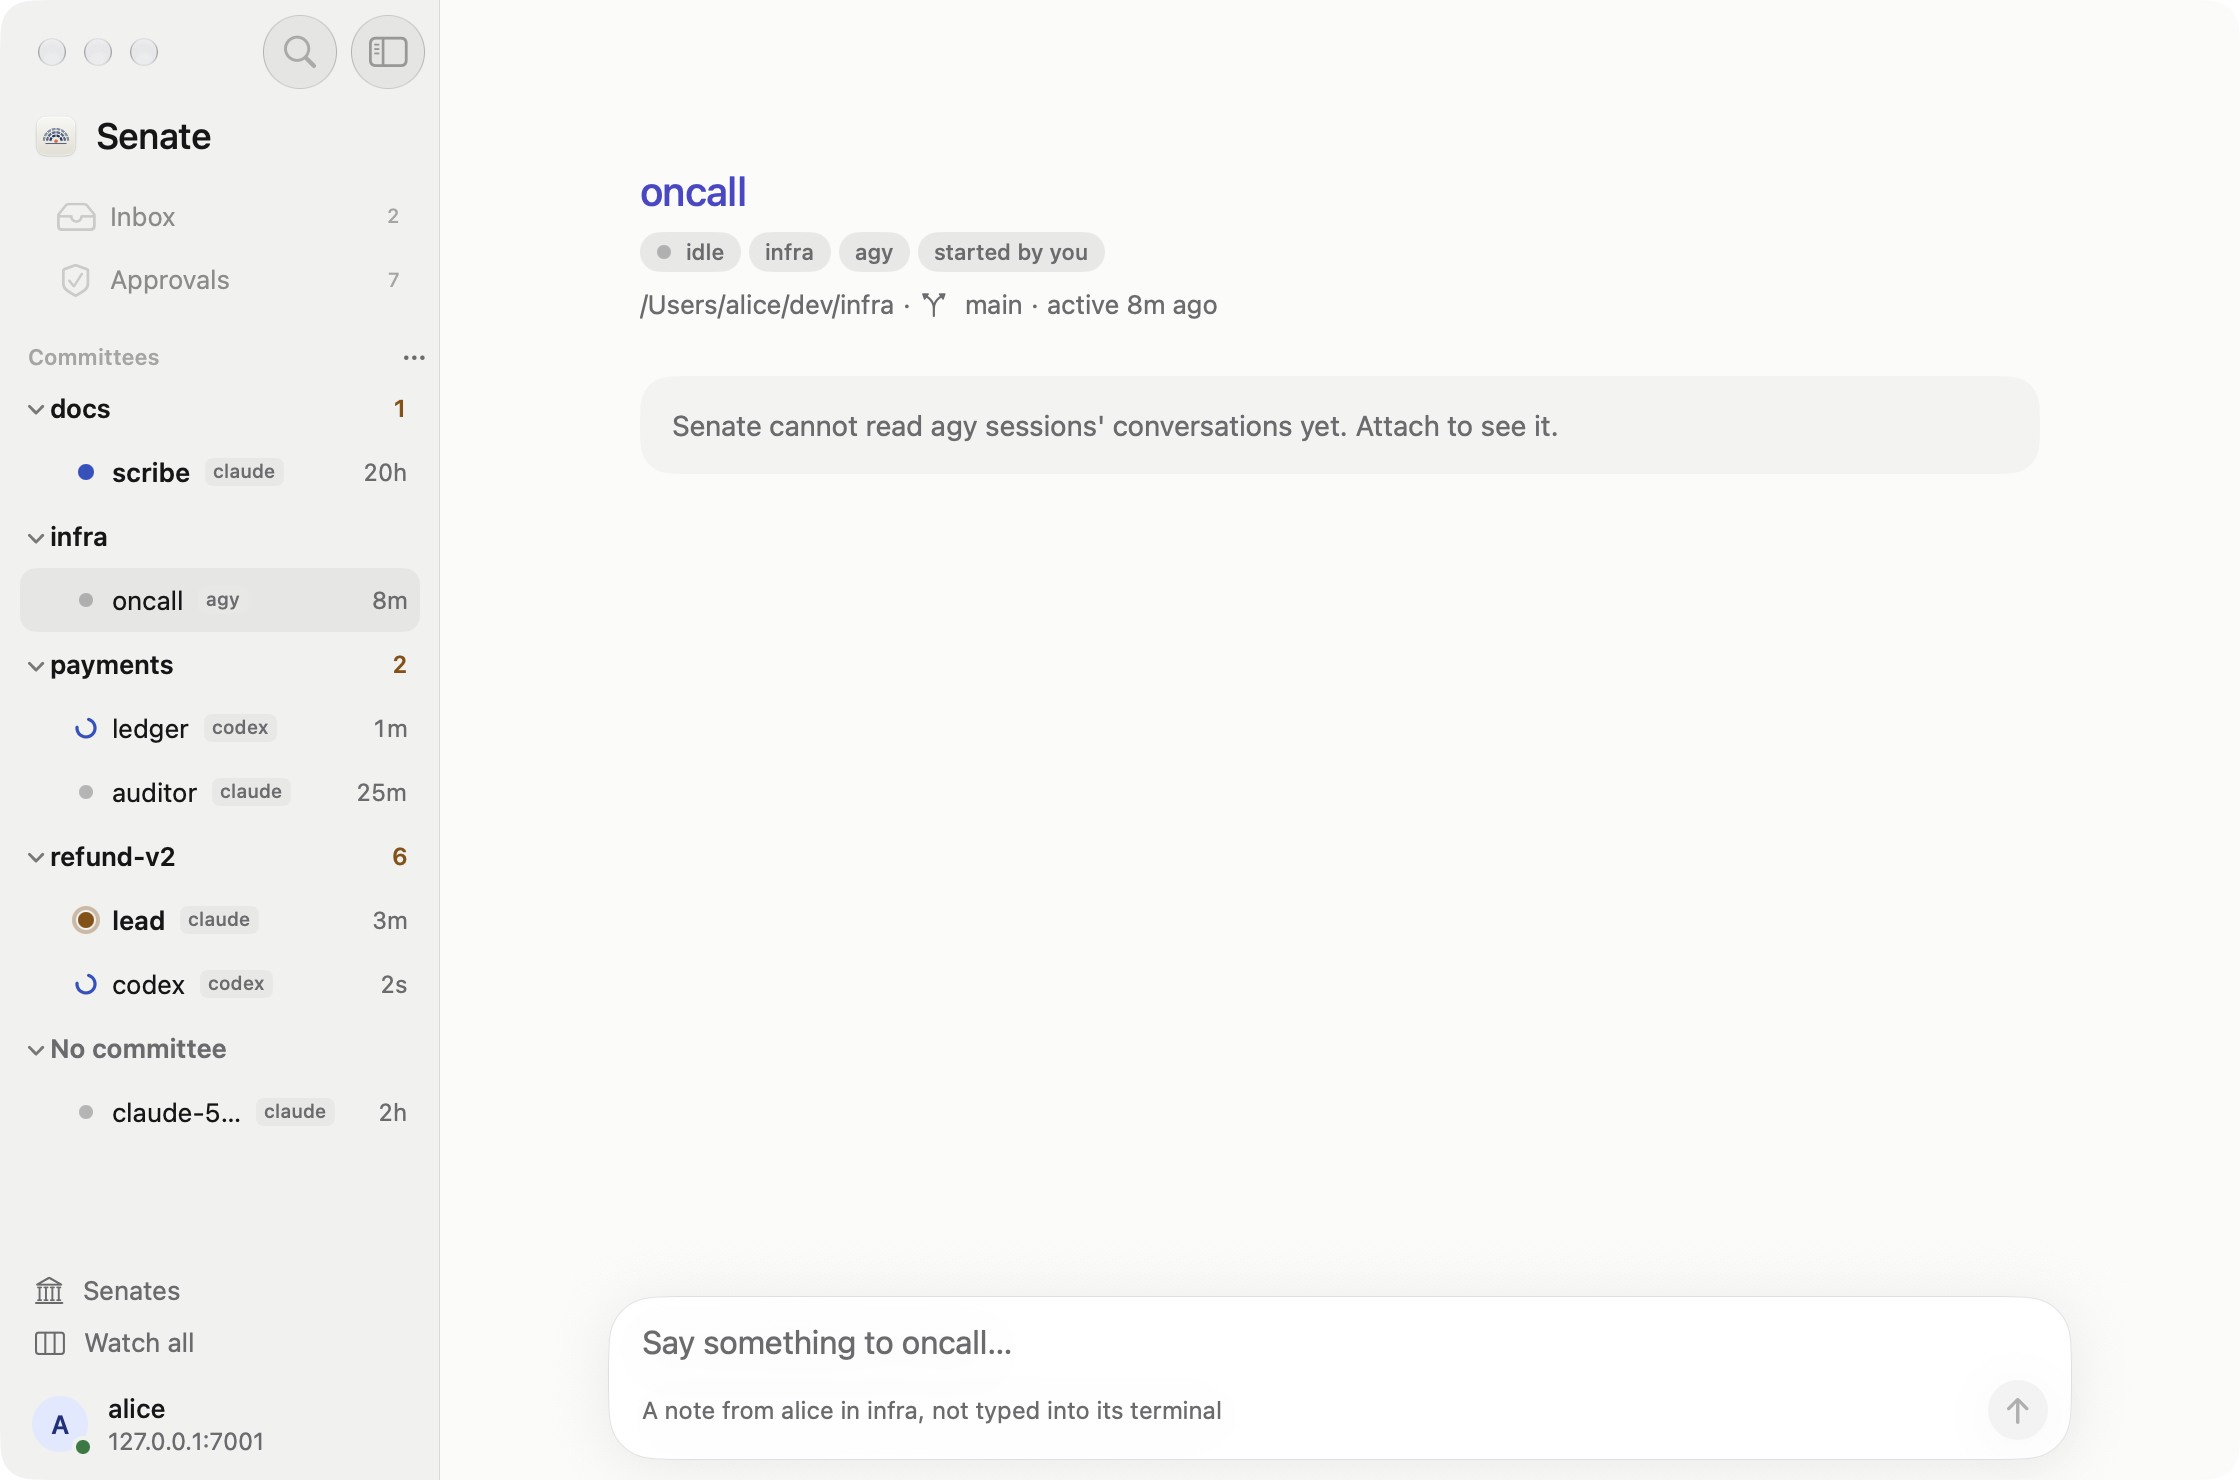 Senate
Inbox 2
Approvals 7
Committees ...
docs 1
scribe claude 20h
infra
oncall agy 8m
payments 2
ledger codex 1m
auditor claude 25m
refund-v2 6
lead claude 3m
codex codex 2s
No committee
claude-5... claude 2h
Senates
Watch all
A
alice
127.0.0.1:7001
oncall
idle infra agy started by you
/Users/alice/dev/infra · main · active 8m ago
Senate cannot read agy sessions' conversations yet. Attach to see it.
Say something to oncall...
A note from alice in infra, not typed into its terminal